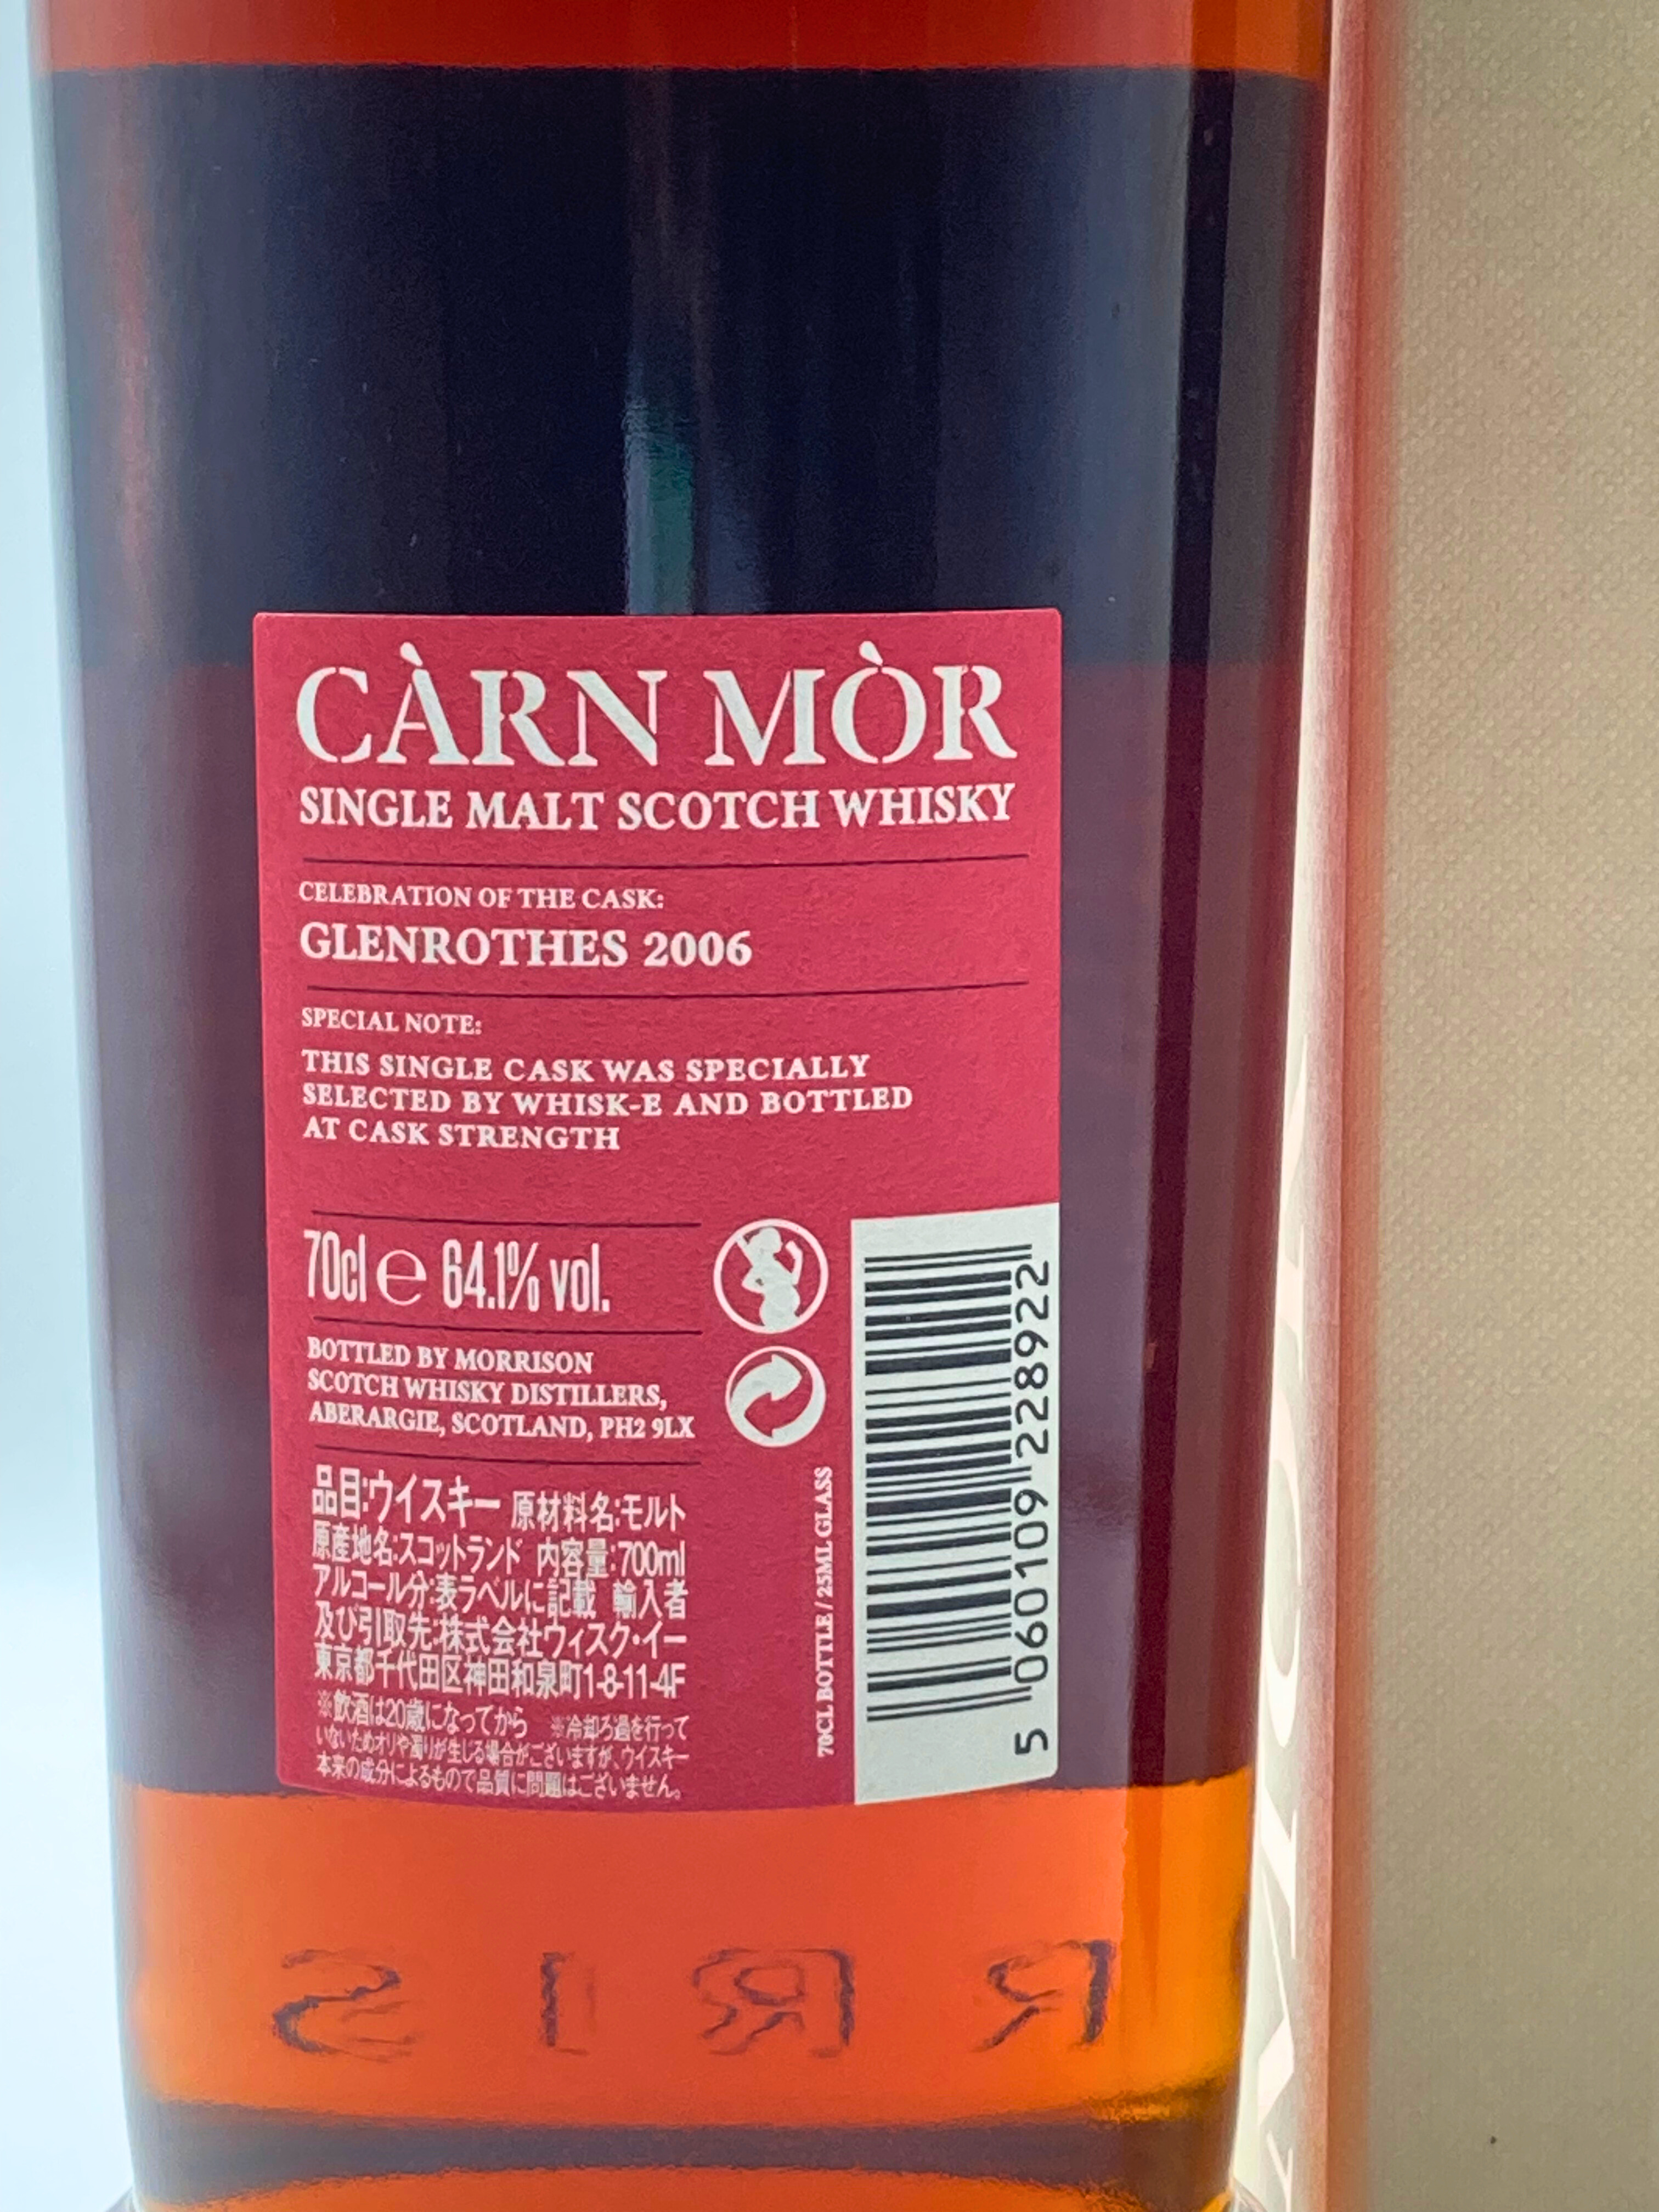 CÀRN MÒR
SINGLE MALT SCOTCH WHISKY
CELEBRATION OF THE CASK:
GLENROTHES 2006
SPECIAL NOTE:
THIS SINGLE CASK WAS SPECIALLY
SELECTED BY WHISK-E AND BOTTLED
AT CASK STRENGTH
70cl e 64.1% vol.
BOTTLED BY MORRISON
SCOTCH WHISKY DISTILLERS,
ABERARGIE, SCOTLAND, PH2 9LX
品目:ウイスキー 原材料名:モルト
原産地名:スコットランド 内容量:700ml
アルコール分:表ラベルに記載 輸入者
及び引取先:株式会社ウィスク・イー
東京都千代田区神田和泉町1-8-11-4F
※飲酒は20歳になってから ※冷却ろ過を行って
いないためオリや濁りが生じる場合がございますが、ウイスキー
本来の成分によるもので品質に問題はございません。
70CL BOTTLE / 25ML GLASS
5 060109 228922